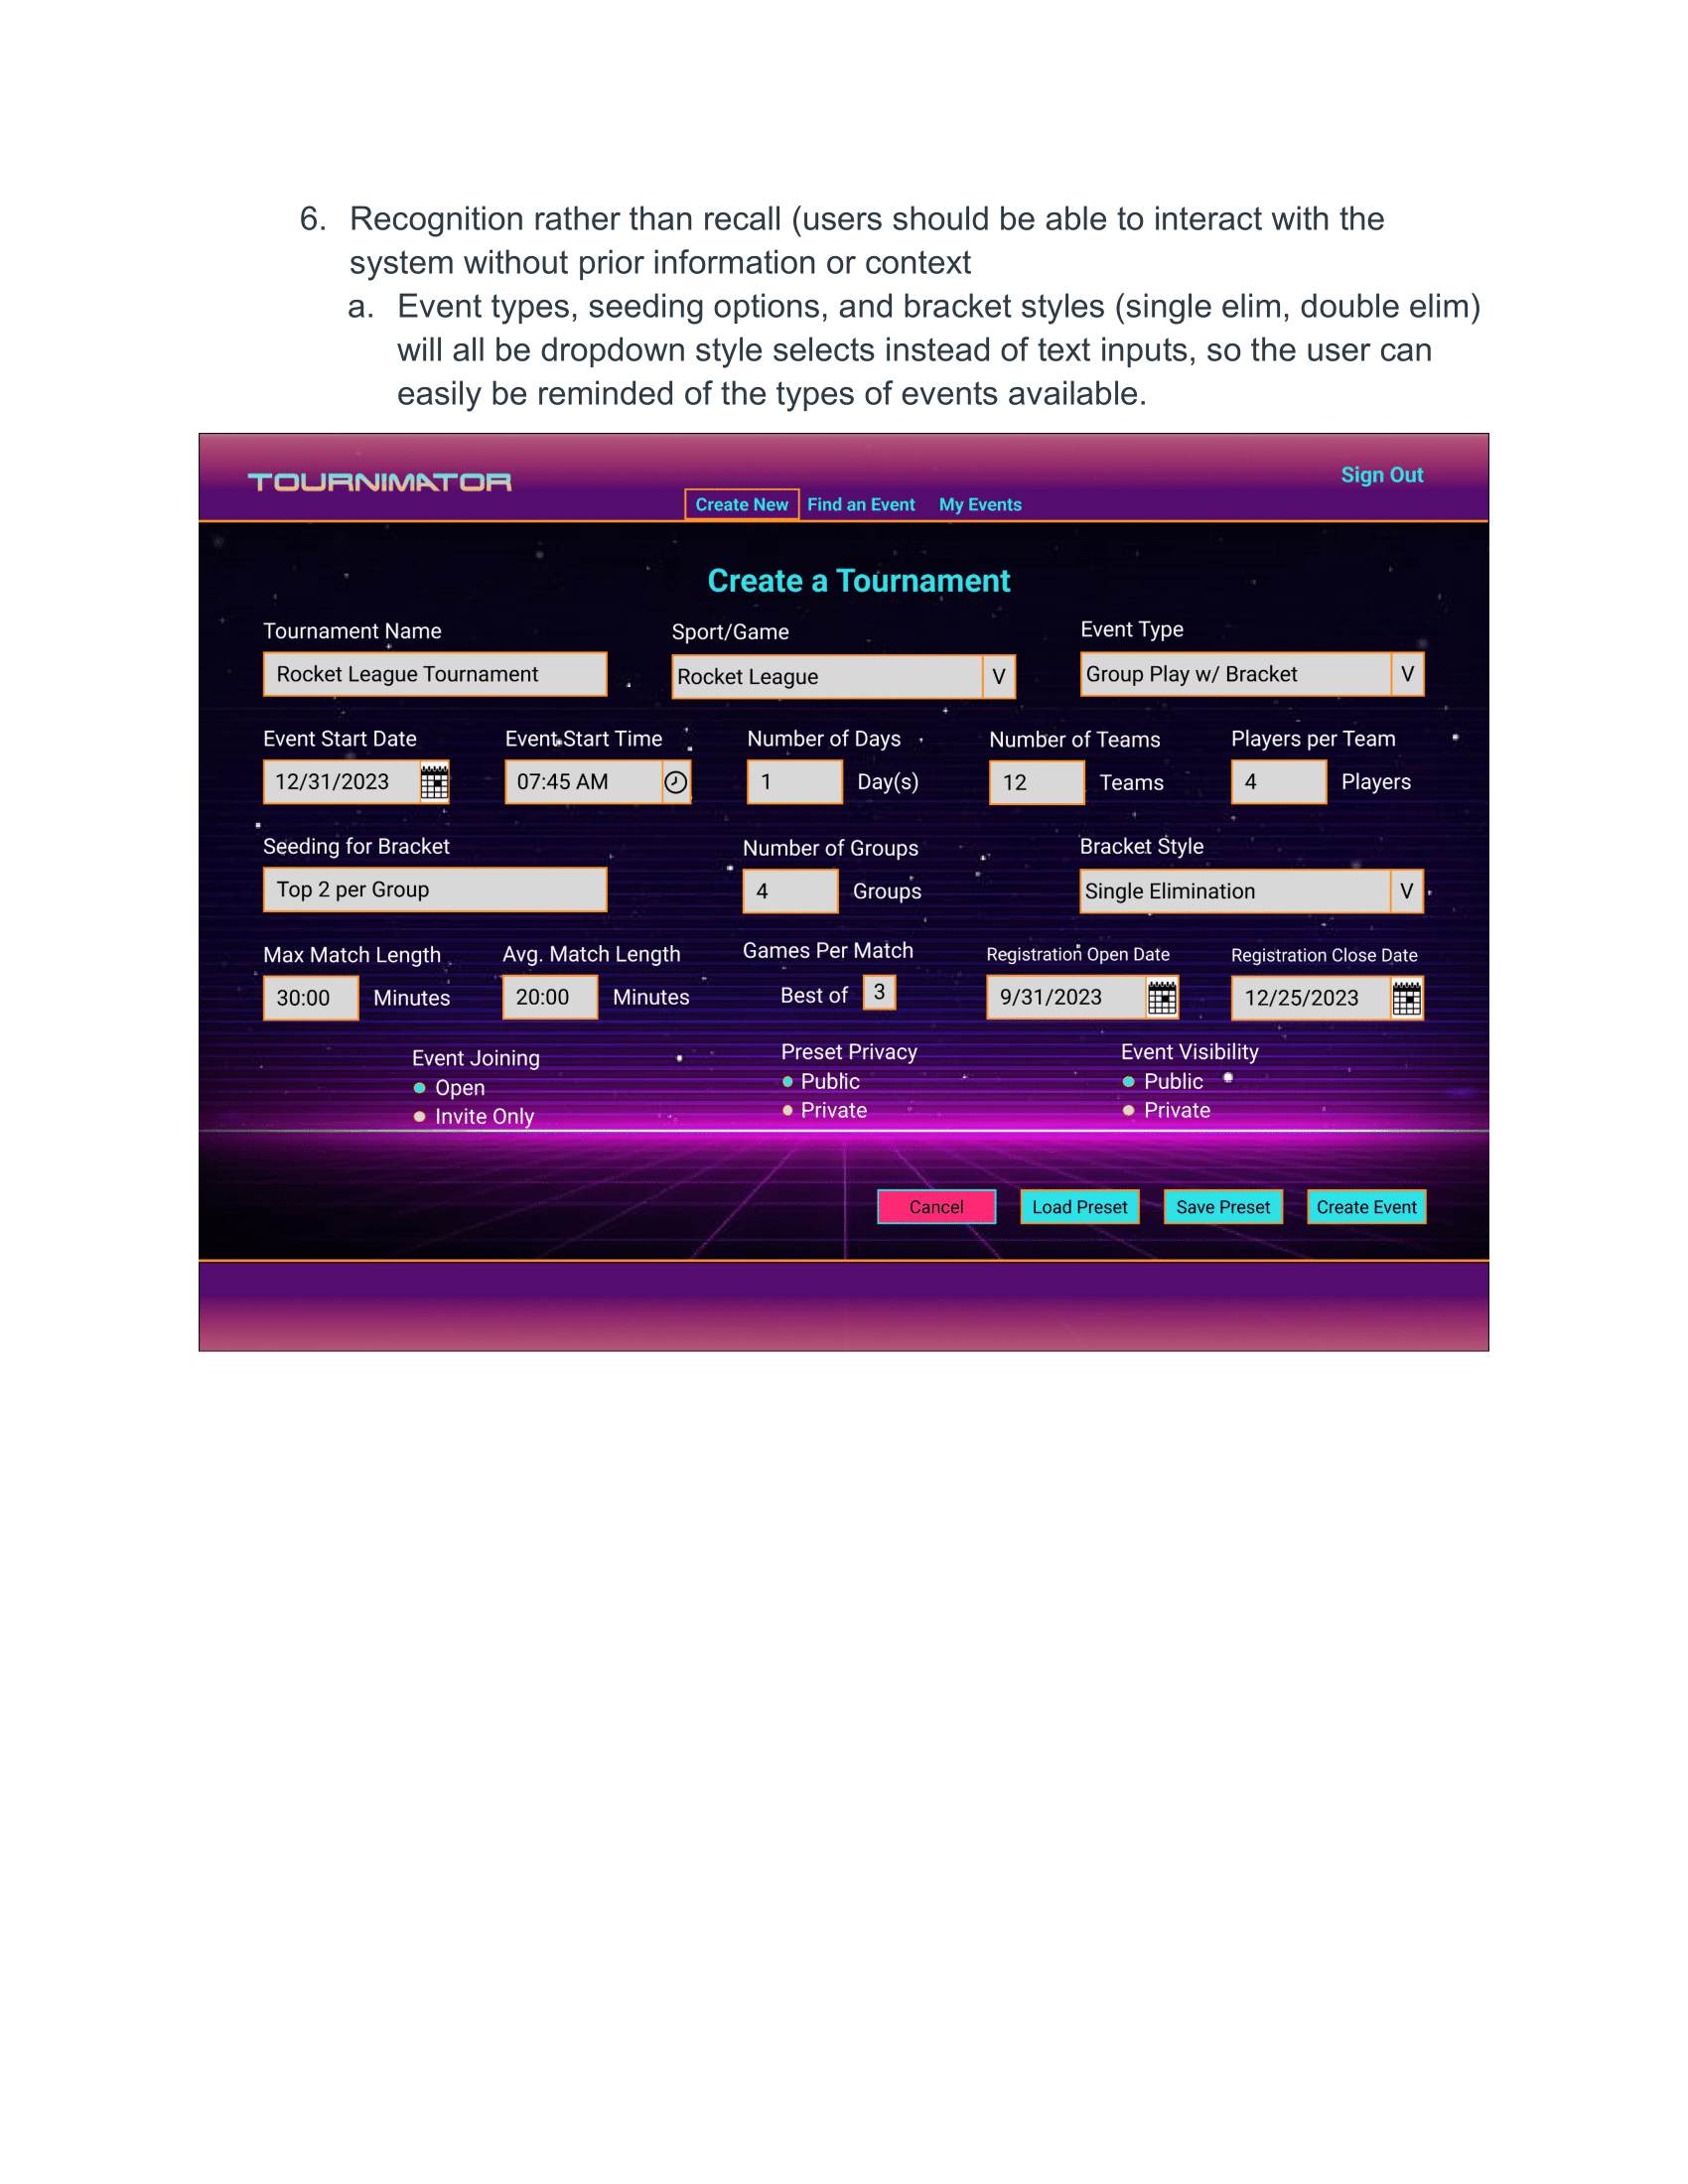 6. Recognition rather than recall (users should be able to interact with the
system without prior information or context
a. Event types, seeding options, and bracket styles (single elim, double elim)
will all be dropdown style selects instead of text inputs, so the user can
easily be reminded of the types of events available.
TOURNIMATOR
Sign Out
Create New Find an Event My Events
Create a Tournament
Tournament Name Sport/Game Event Type
Rocket League Tournament Rocket League V Group Play w/ Bracket V
Event Start Date Event Start Time Number of Days Number of Teams Players per Team
12/31/2023 07:45 AM 1 Day(s) 12 Teams 4 Players
Seeding for Bracket Number of Groups Bracket Style
Top 2 per Group 4 Groups Single Elimination V
Max Match Length Avg. Match Length Games Per Match Registration Open Date Registration Close Date
30:00 Minutes 20:00 Minutes Best of 3 9/31/2023 12/25/2023
Event Joining Preset Privacy Event Visibility
Open Public Public
Invite Only Private Private
Cancel Load Preset Save Preset Create Event